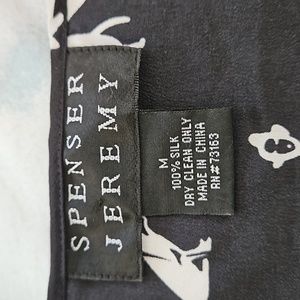 SPENSER
JEREMY
M
100% SILK
DRY CLEAN ONLY
MADE IN CHINA
RN#73163